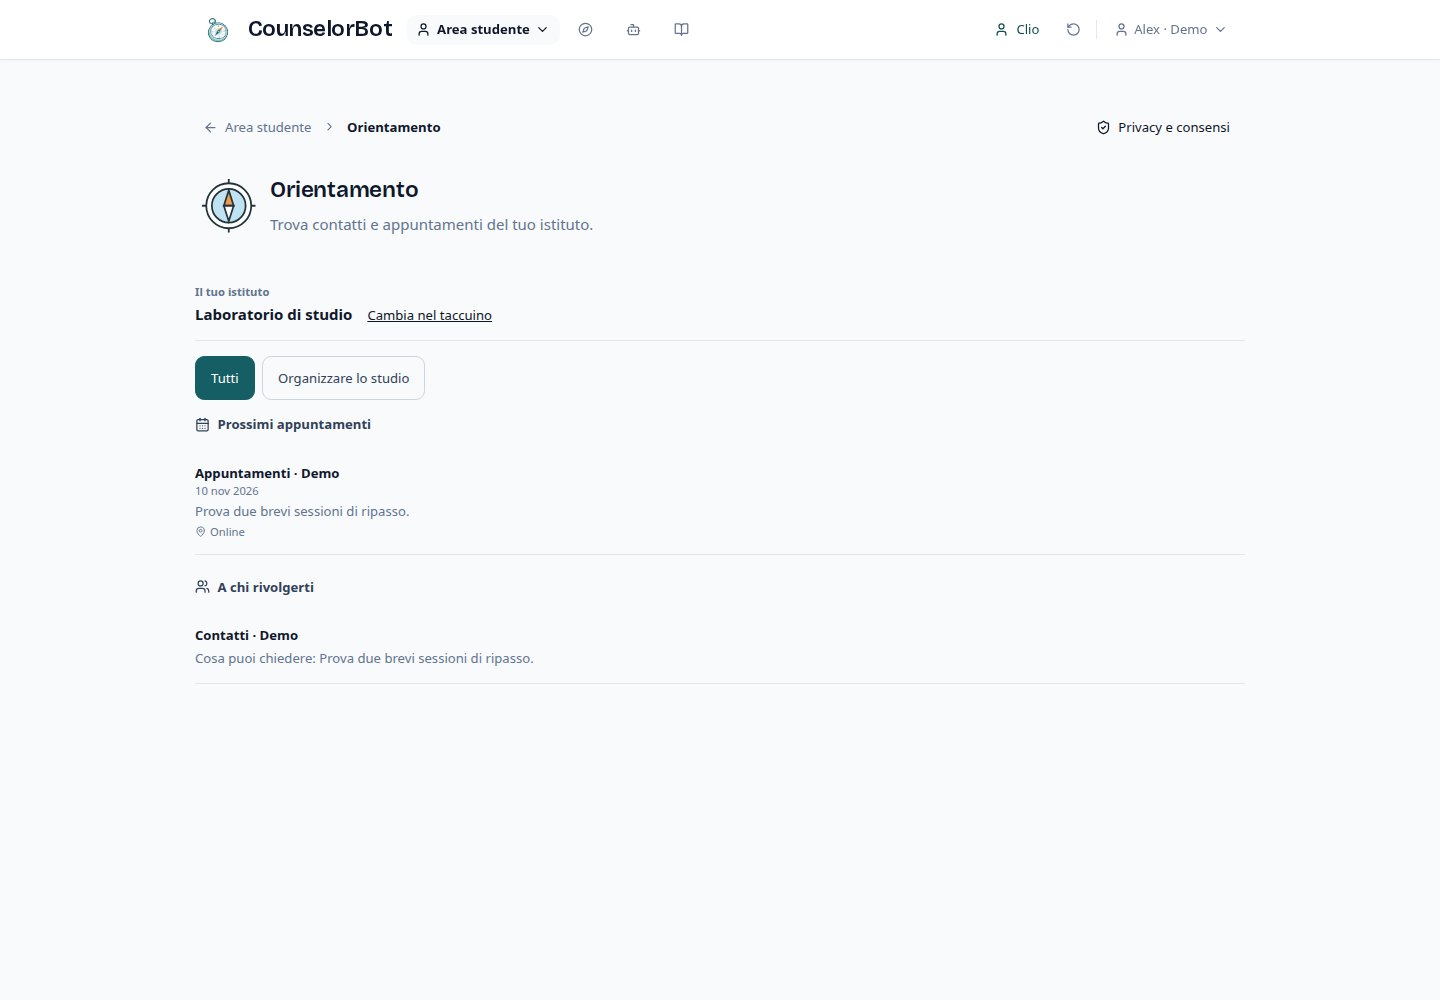 CounselorBot
Area studente
Clio
Alex · Demo
Area studente
Orientamento
Privacy e consensi
Orientamento
Trova contatti e appuntamenti del tuo istituto.
Il tuo istituto
Laboratorio di studio Cambia nel taccuino
Tutti
Organizzare lo studio
Prossimi appuntamenti
Appuntamenti · Demo
10 nov 2026
Prova due brevi sessioni di ripasso.
Online
A chi rivolgerti
Contatti · Demo
Cosa puoi chiedere: Prova due brevi sessioni di ripasso.